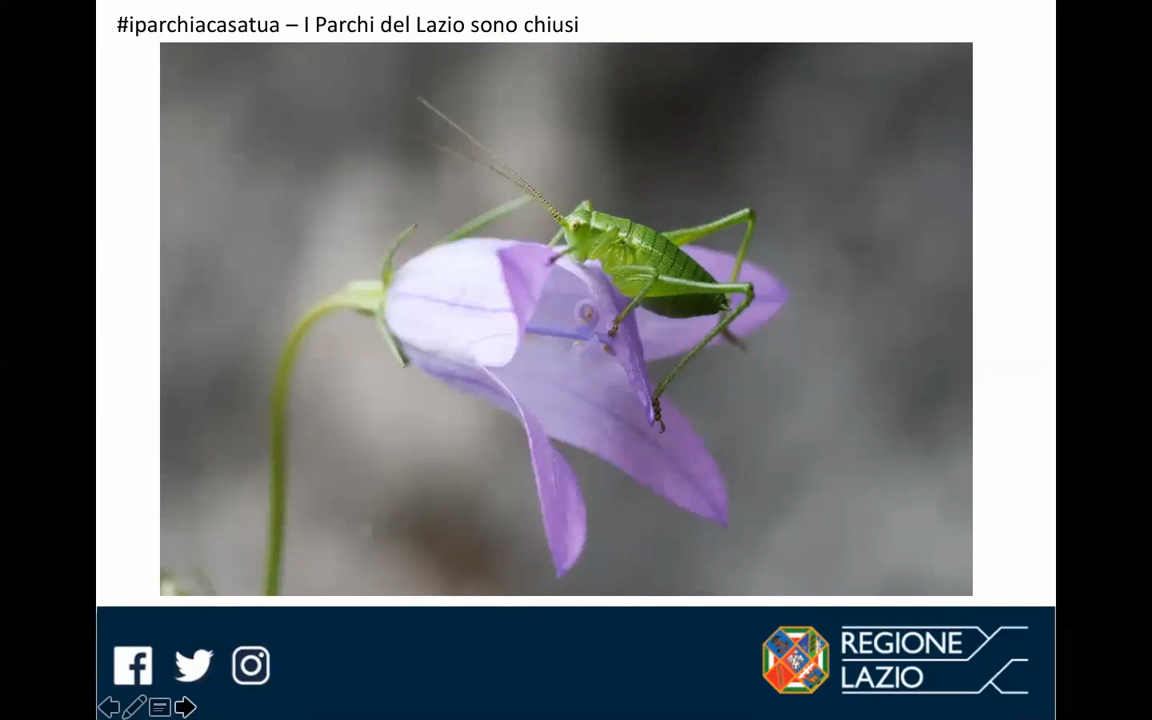 #iparchiacasatua – I Parchi del Lazio sono chiusi
REGIONE
LAZIO